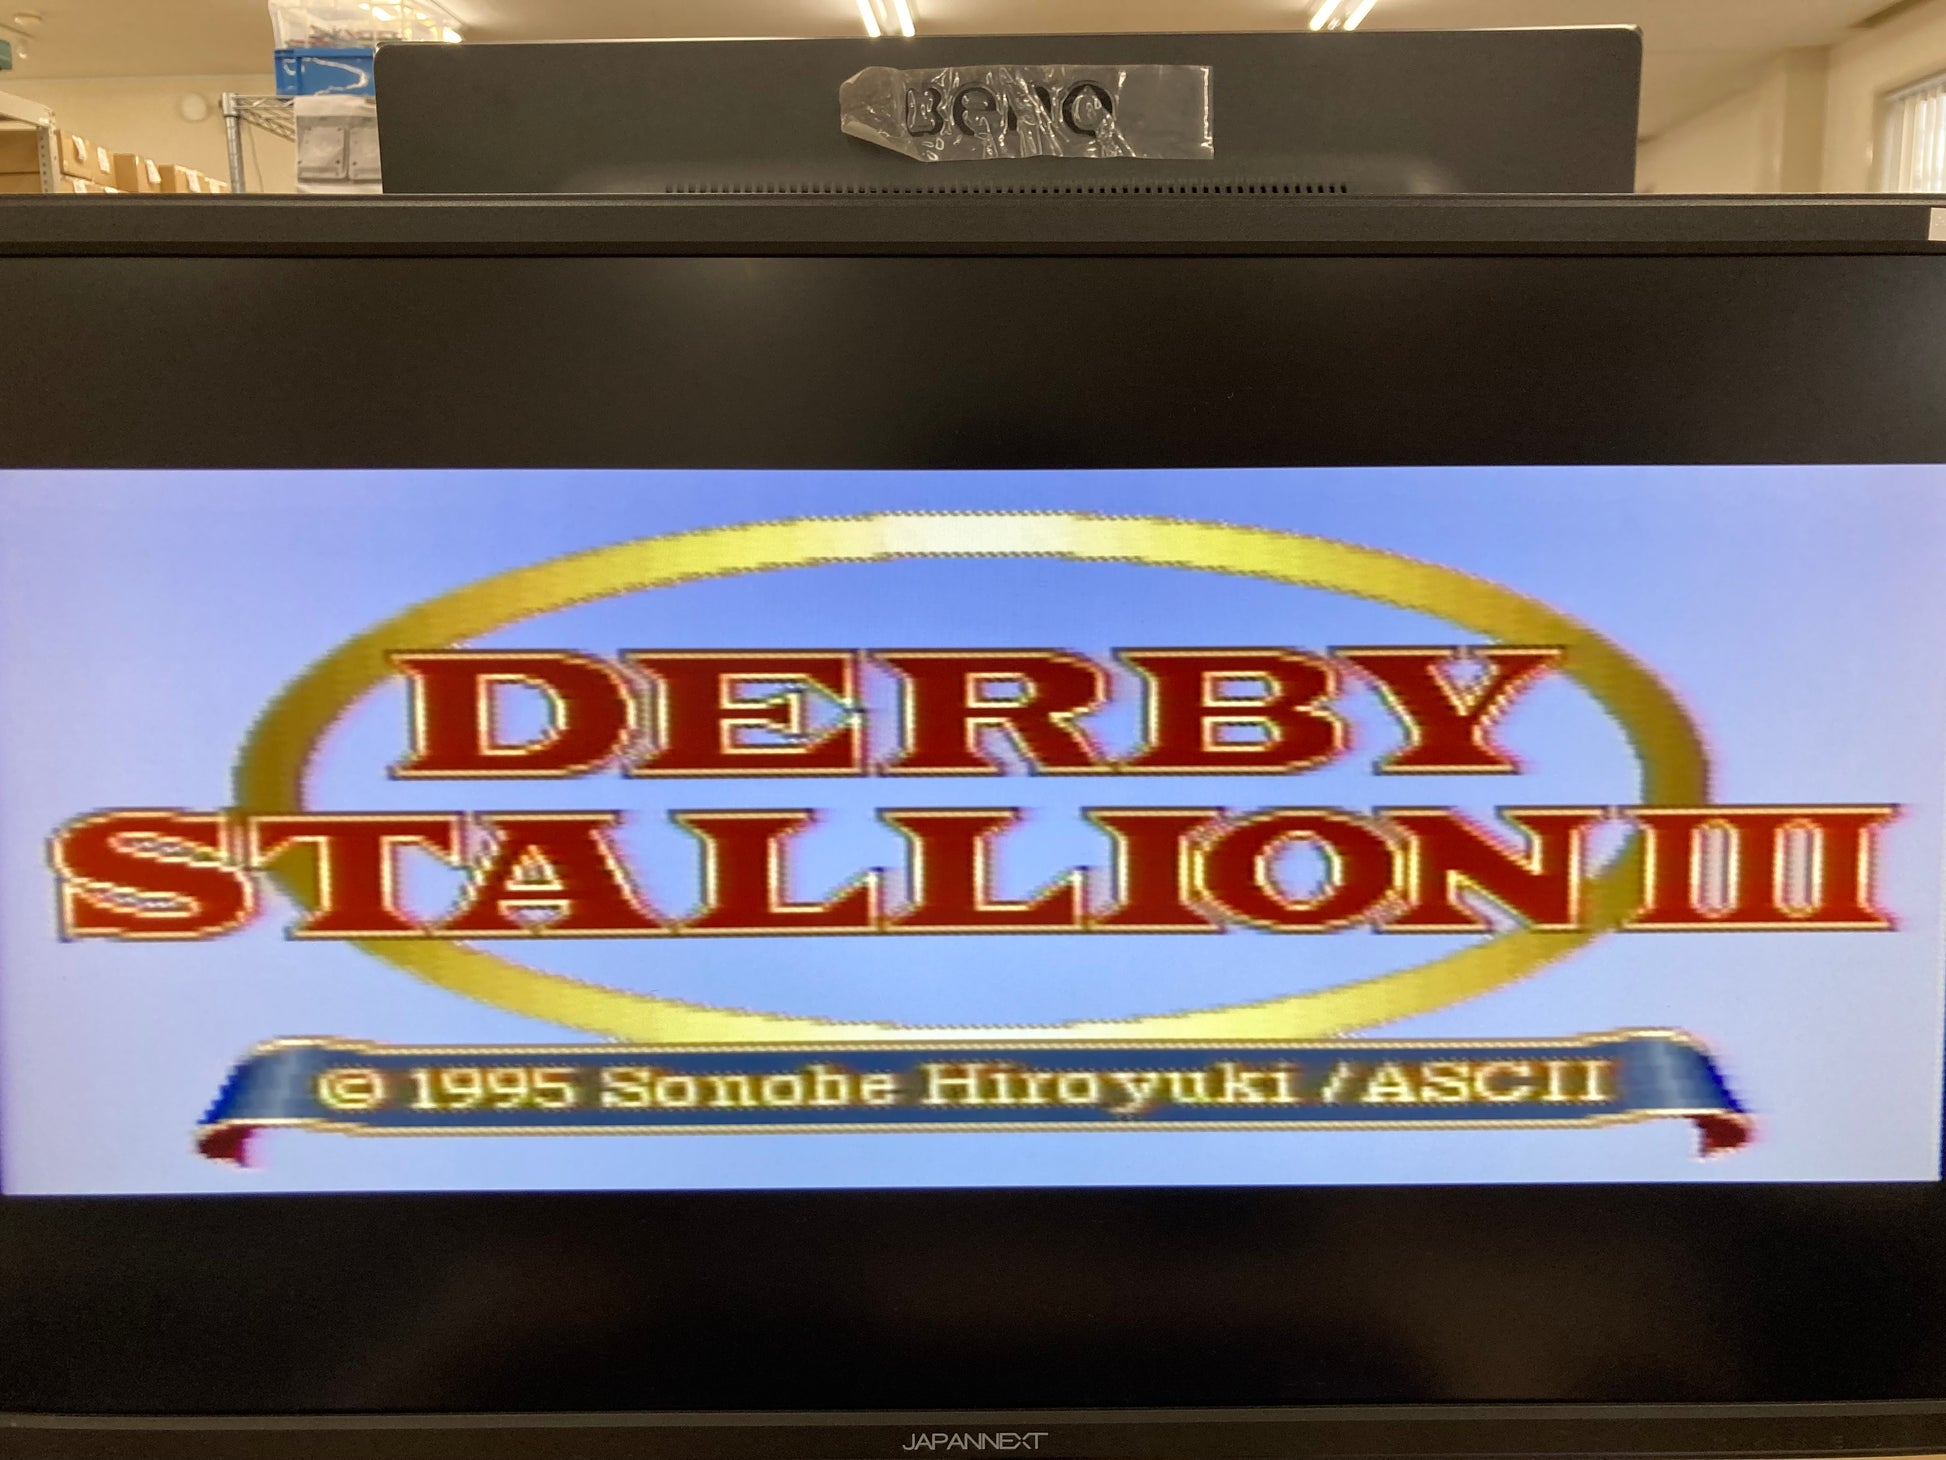 BenQ
DERBY
STALLION III
© 1995 Sonobe Hiroyuki /ASCII
JAPANNEXT